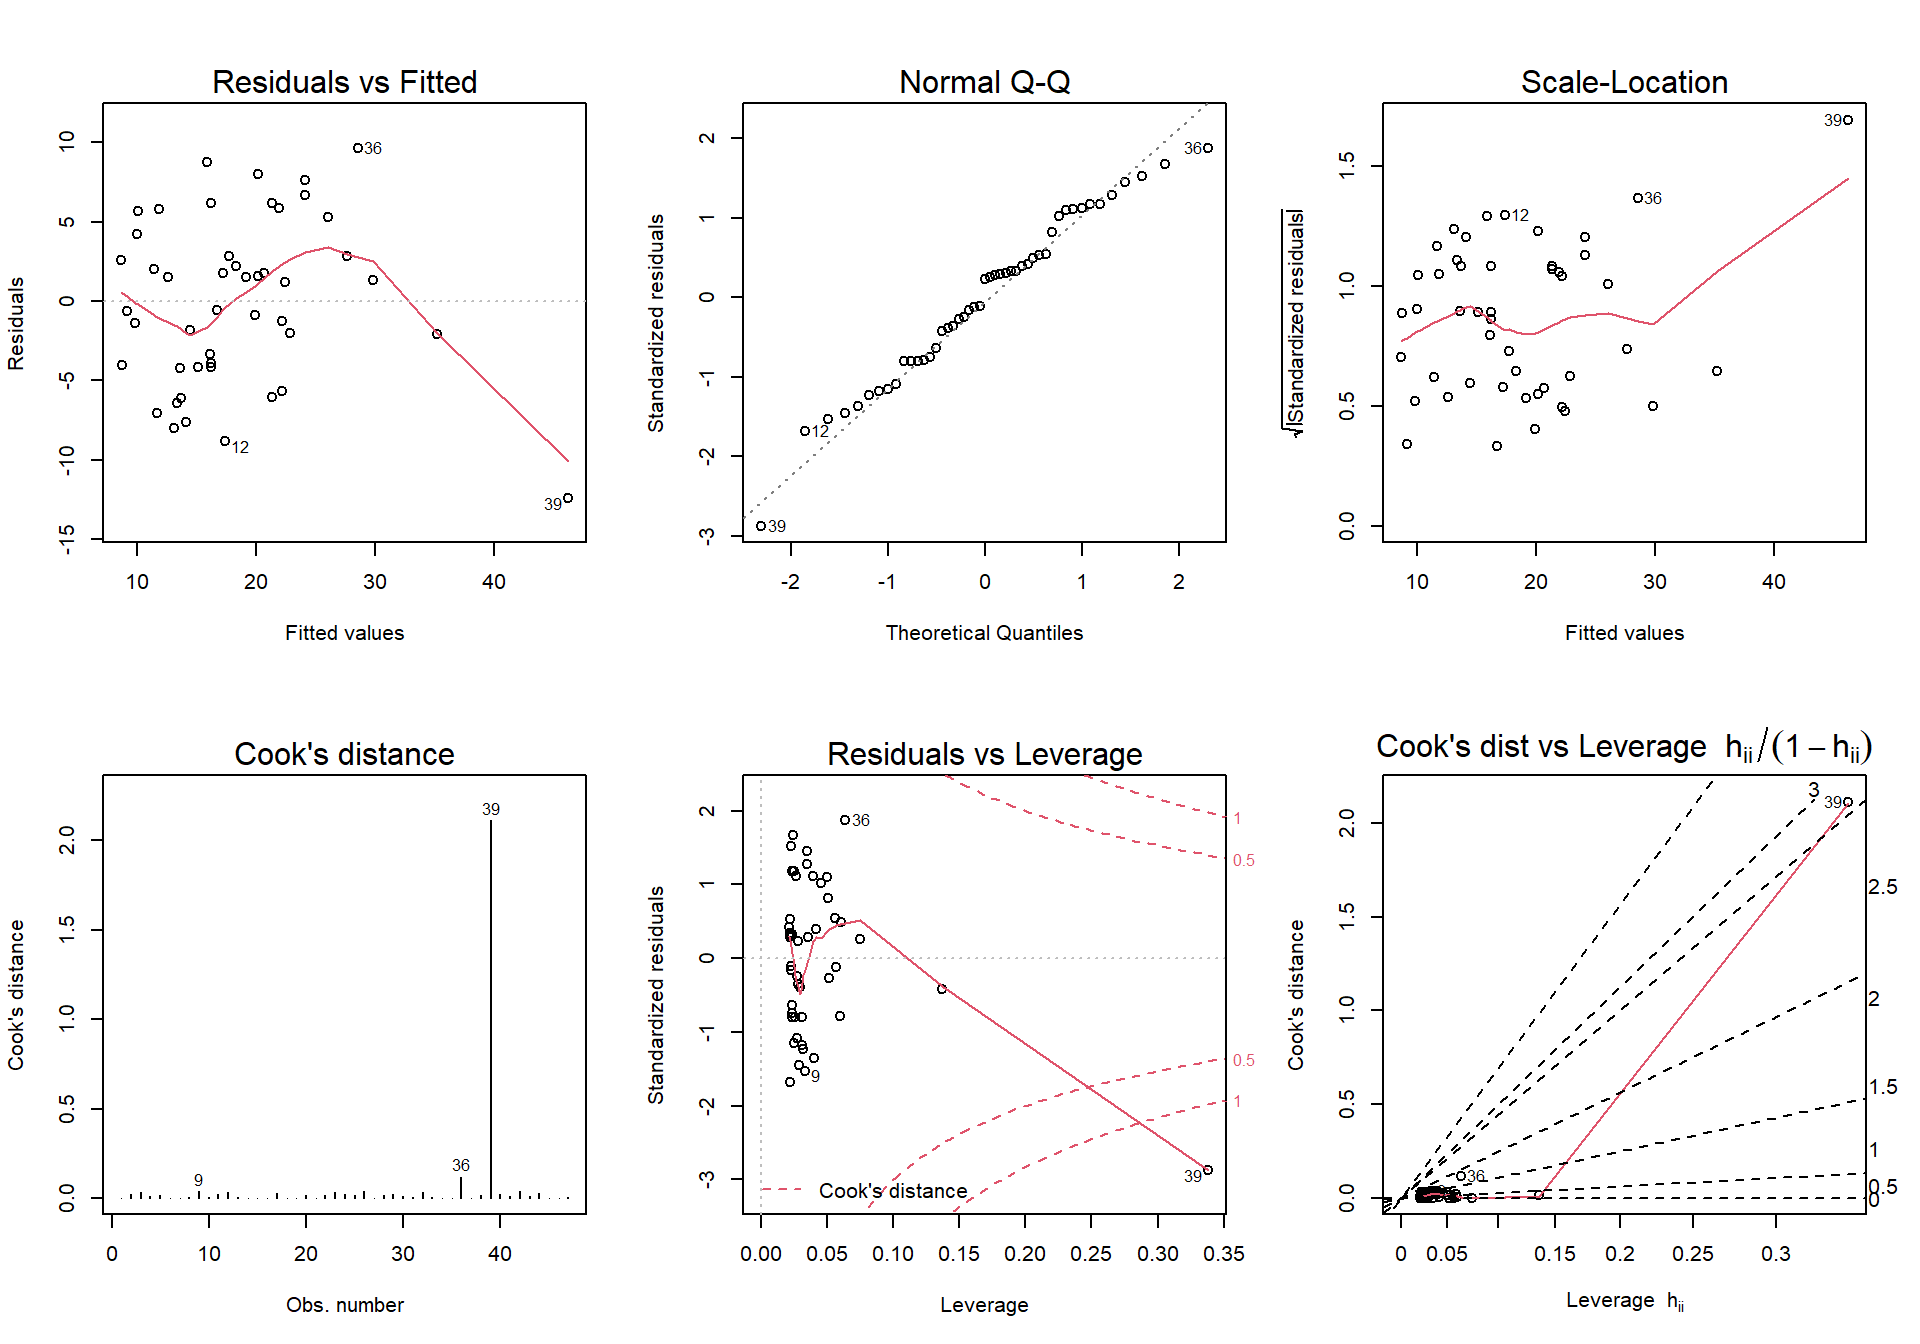 Residuals vs Fitted
Residuals
10
5
0
-5
-10
-15
36
12
39
10 20 30 40
Fitted values
Normal Q-Q
Standardized residuals
2
1
0
-1
-2
-3
36
12
39
-2 -1 0 1 2
Theoretical Quantiles
Scale-Location
√|Standardized residuals|
1.5
1.0
0.5
0.0
39
36
12
10 20 30 40
Fitted values
Cook's distance
Cook's distance
2.0
1.5
1.0
0.5
0.0
39
36
9
0 10 20 30 40
Obs. number
Residuals vs Leverage
Standardized residuals
2
1
0
-1
-2
-3
36
9
39
1
0.5
0.5
1
Cook's distance
0.00 0.05 0.10 0.15 0.20 0.25 0.30 0.35
Leverage
Cook's dist vs Leverage hii/(1 − hii)
Cook's distance
2.0
1.5
1.0
0.5
0.0
3
39
36
2.5
2
1.5
1
0.5
0
0 0.05 0.15 0.2 0.25 0.3
Leverage hii